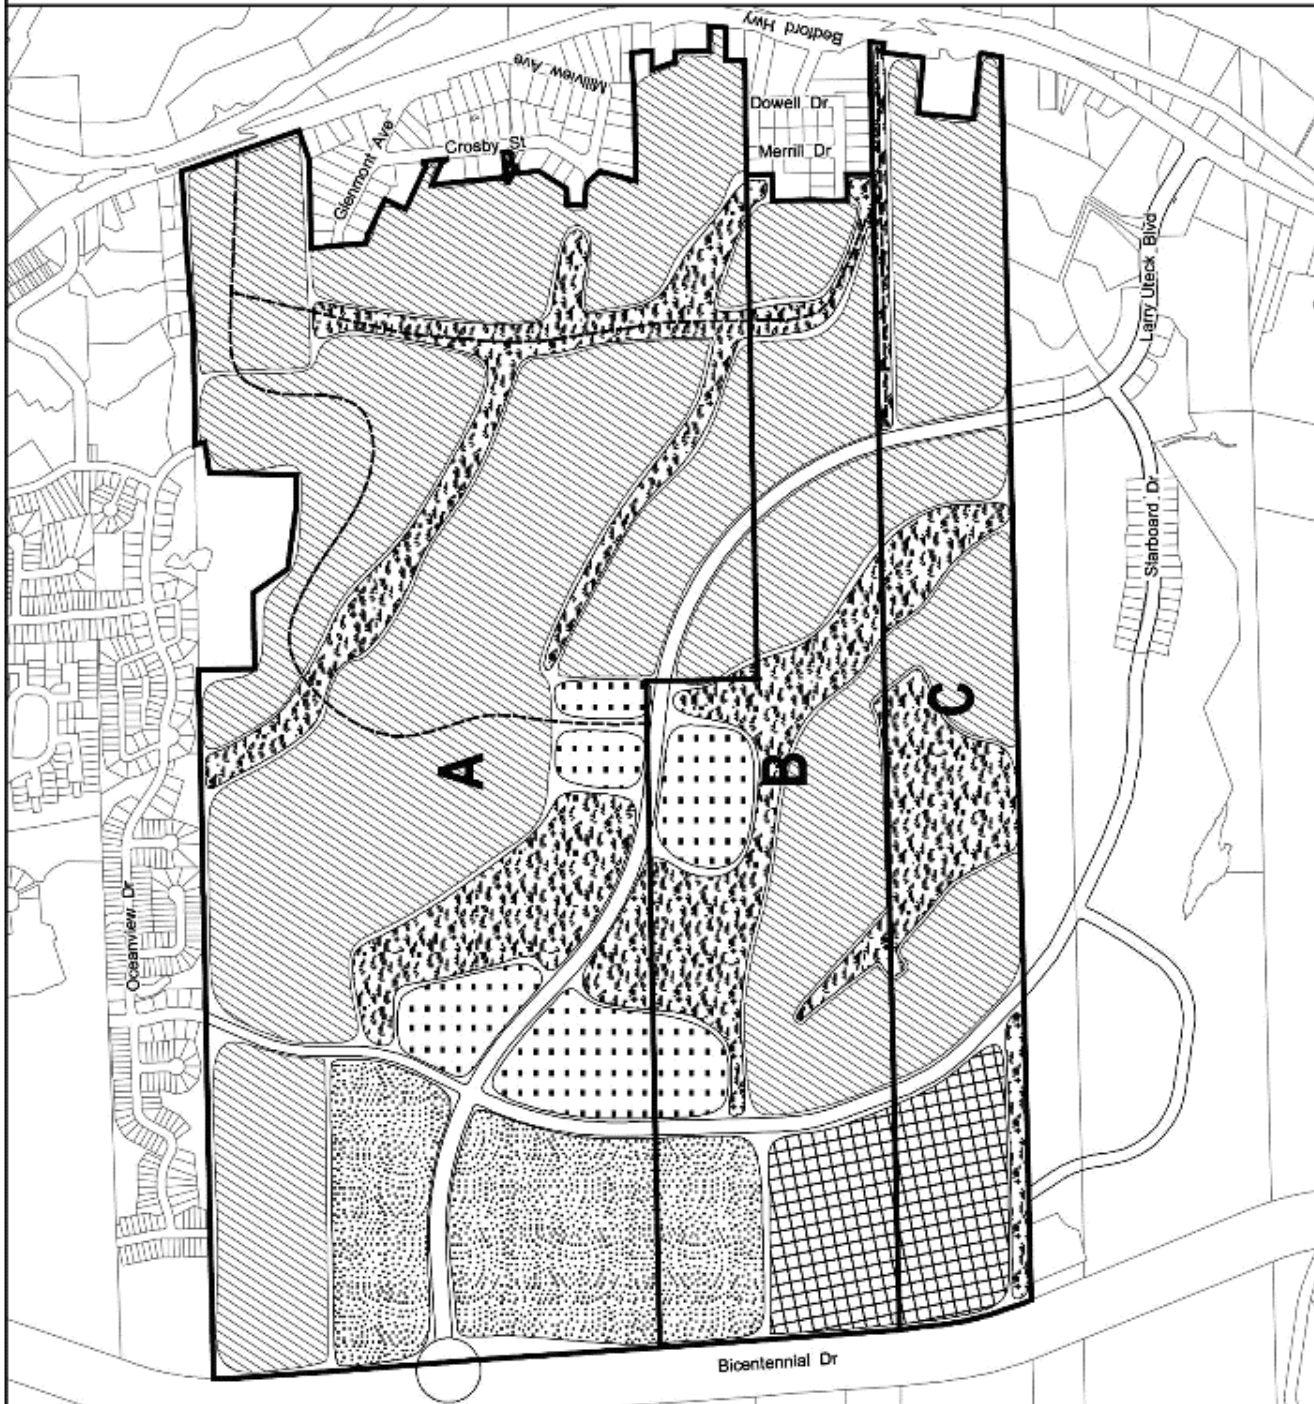 Bedford Hwy
Millview Ave
Dowell Dr
Crosby St
Merrill Dr
Glenmont Ave
Larry Uteck Blvd
Starboard Dr
C
A
B
Oceanview Dr
Bicentennial Dr